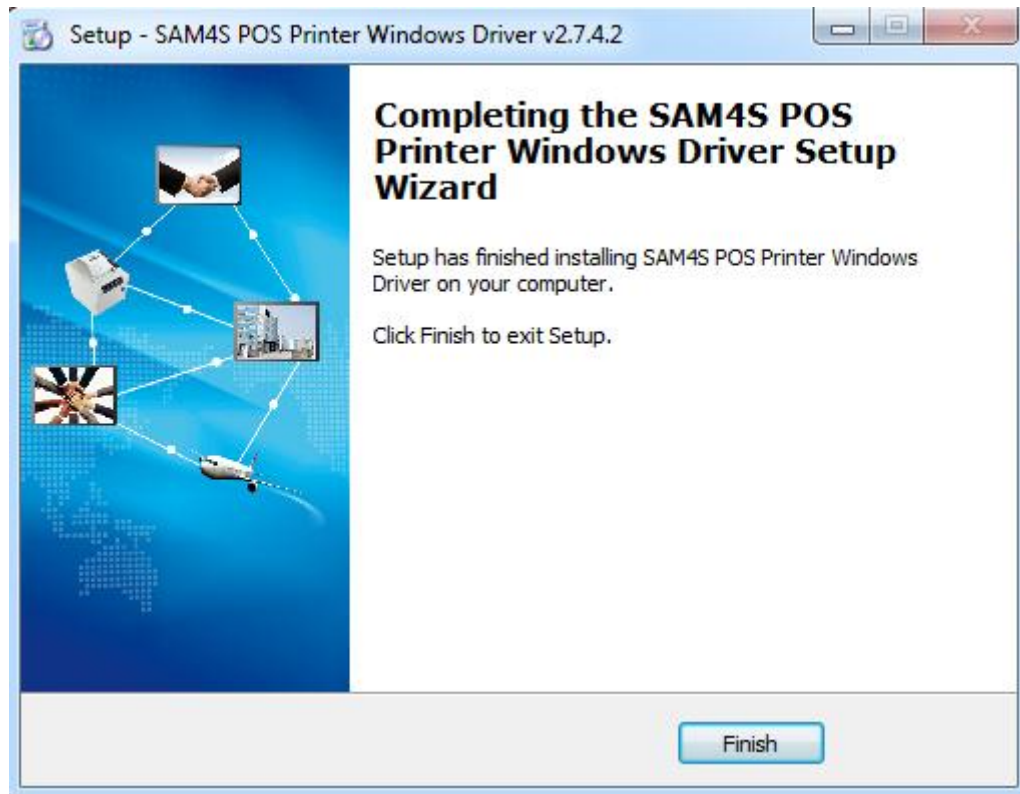 Setup - SAM4S POS Printer Windows Driver v2.7.4.2
Completing the SAM4S POS
Printer Windows Driver Setup
Wizard
Setup has finished installing SAM4S POS Printer Windows
Driver on your computer.
Click Finish to exit Setup.
Finish